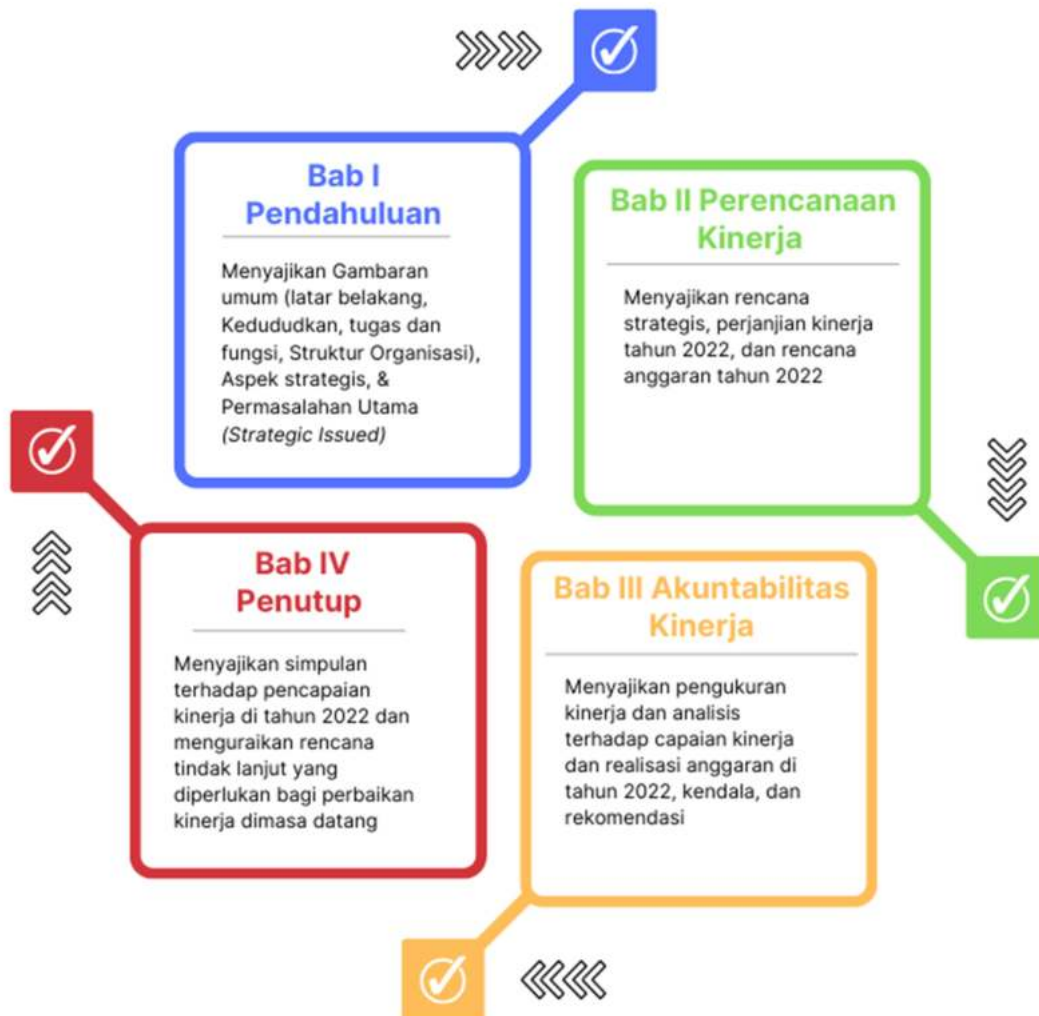 Bab I
Pendahuluan
Menyajikan Gambaran
umum (latar belakang,
Kedududkan, tugas dan
fungsi, Struktur Organisasi),
Aspek strategis, &
Permasalahan Utama
(Strategic Issued)
Bab II Perencanaan
Kinerja
Menyajikan rencana
strategis, perjanjian kinerja
tahun 2022, dan rencana
anggaran tahun 2022
Bab III Akuntabilitas
Kinerja
Menyajikan pengukuran
kinerja dan analisis
terhadap capaian kinerja
dan realisasi anggaran di
tahun 2022, kendala, dan
rekomendasi
Bab IV
Penutup
Menyajikan simpulan
terhadap pencapaian
kinerja di tahun 2022 dan
menguraikan rencana
tindak lanjut yang
diperlukan bagi perbaikan
kinerja dimasa datang